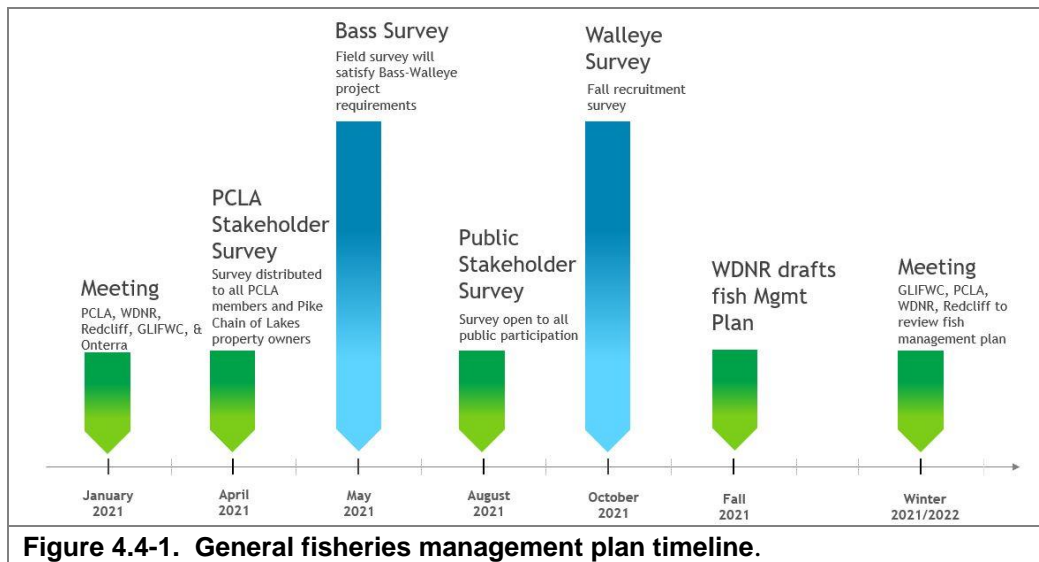 Meeting
PCLA, WDNR,
Redcliff, GLIFWC, &
Onterra
PCLA
Stakeholder
Survey
Survey distributed
to all PCLA
members and Pike
Chain of Lakes
property owners
Bass Survey
Field survey will
satisfy Bass-Walleye
project
requirements
Public
Stakeholder
Survey
Survey open to all
public participation
Walleye
Survey
Fall recruitment
survey
WDNR drafts
fish Mgmt
Plan
Meeting
GLIFWC, PCLA,
WDNR, Redcliff to
review fish
management plan
January
2021
April
2021
May
2021
August
2021
October
2021
Fall
2021
Winter
2021/2022
Figure 4.4-1.  General fisheries management plan timeline.